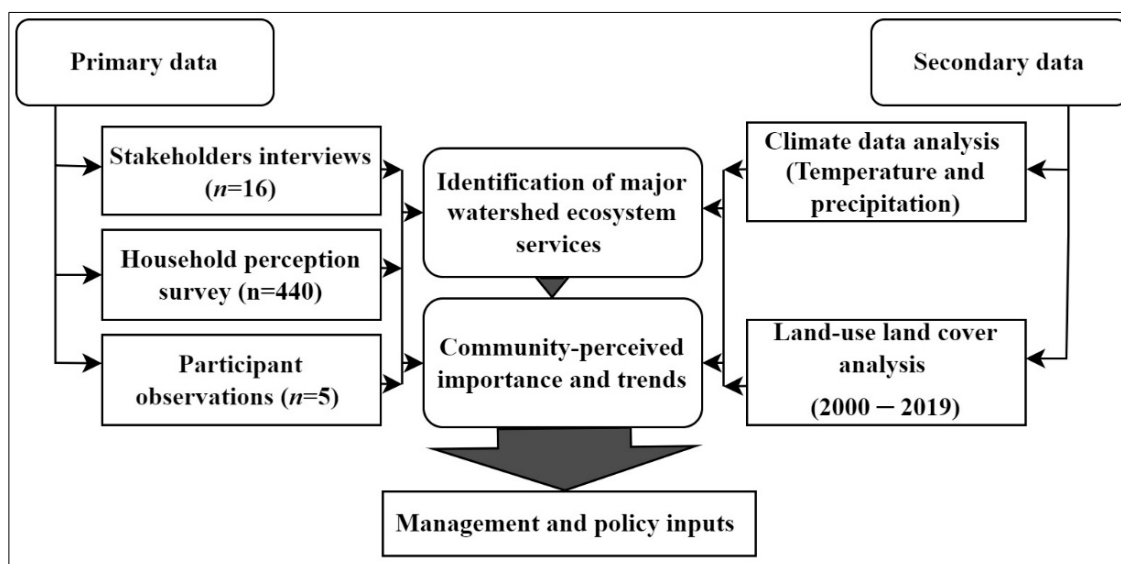 Primary data
Secondary data
Stakeholders interviews
(n=16)
Household perception
survey (n=440)
Participant
observations (n=5)
Identification of major
watershed ecosystem
services
Community-perceived
importance and trends
Climate data analysis
(Temperature and
precipitation)
Land-use land cover
analysis
(2000 – 2019)
Management and policy inputs